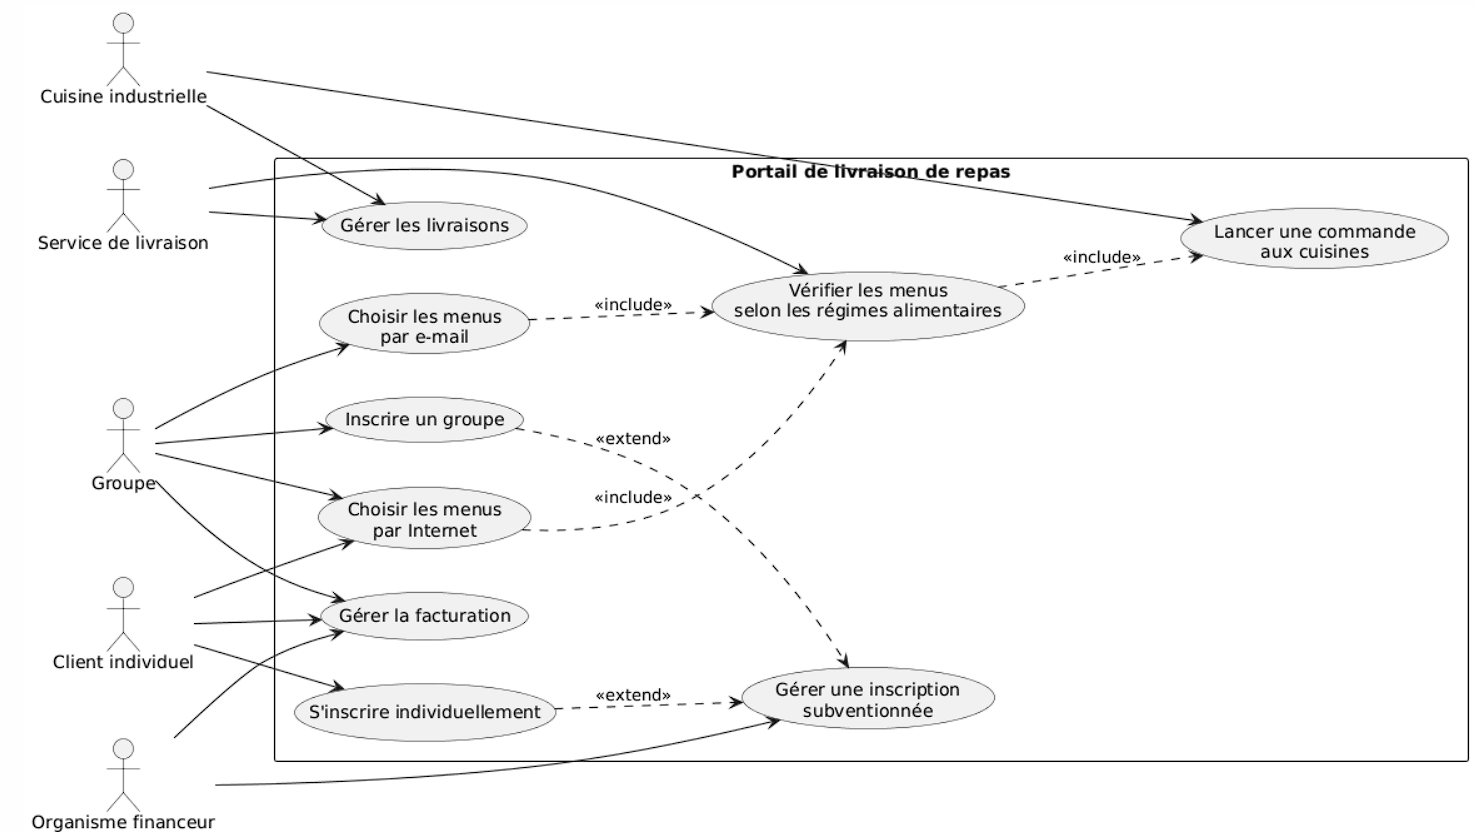 Cuisine industrielle
Portail de livraison de repas
Service de livraison
Gérer les livraisons
Lancer une commande
aux cuisines
«include»
Choisir les menus
par e-mail
«include»
Vérifier les menus
selon les régimes alimentaires
Groupe
Inscrire un groupe
«extend»
Choisir les menus
par Internet
«include»
Client individuel
Gérer la facturation
S'inscrire individuellement
«extend»
Gérer une inscription
subventionnée
Organisme financeur